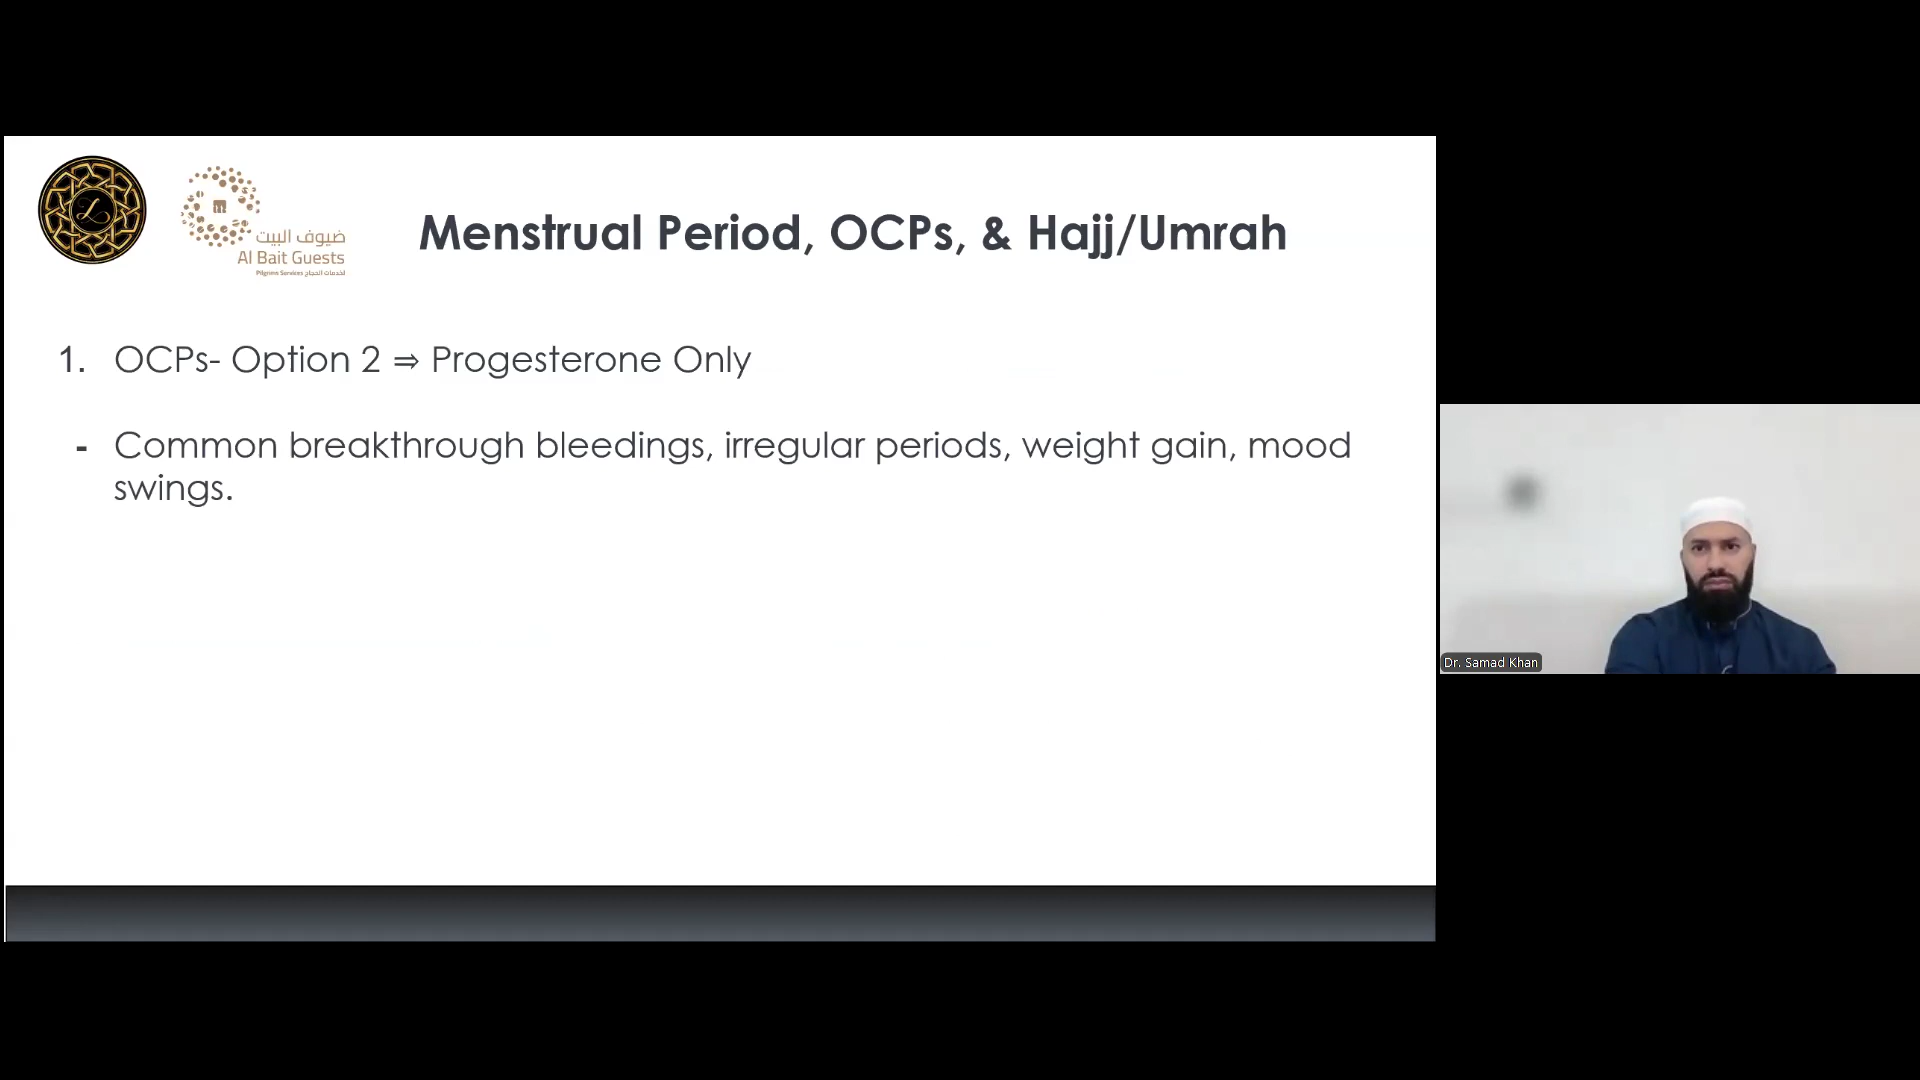 ضيوف البيت
Al Bait Guests
Pilgrims Services لخدمات الحجاج
Menstrual Period, OCPs, & Hajj/Umrah
1. OCPs- Option 2 ⇒ Progesterone Only
- Common breakthrough bleedings, irregular periods, weight gain, mood
swings.
Dr. Samad Khan